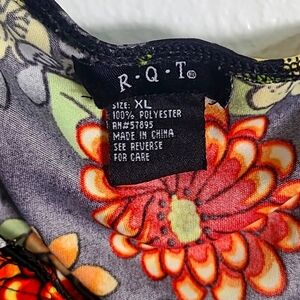 R·Q·T®
SIZE: XL
100% POLYESTER
RN#57895
MADE IN CHINA
SEE REVERSE
FOR CARE